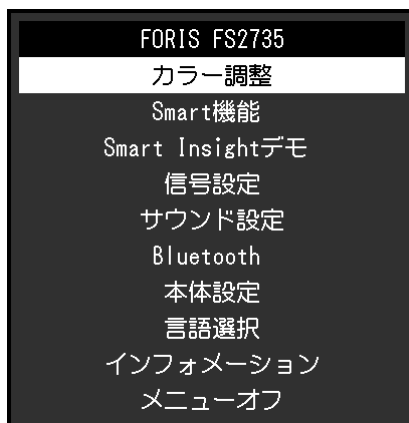 FORIS FS2735
カラー調整
Smart機能
Smart Insightデモ
信号設定
サウンド設定
Bluetooth
本体設定
言語選択
インフォメーション
メニューオフ